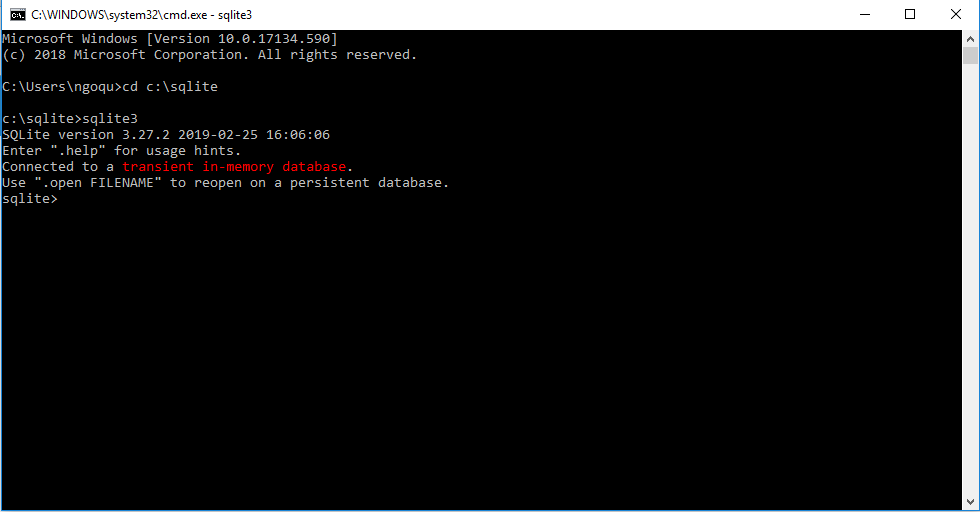 C:\WINDOWS\system32\cmd.exe - sqlite3
Microsoft Windows [Version 10.0.17134.590]
(c) 2018 Microsoft Corporation. All rights reserved.
C:\Users\ngoqu>cd c:\sqlite
c:\sqlite>sqlite3
SQLite version 3.27.2 2019-02-25 16:06:06
Enter ".help" for usage hints.
Connected to a transient in-memory database.
Use ".open FILENAME" to reopen on a persistent database.
sqlite>